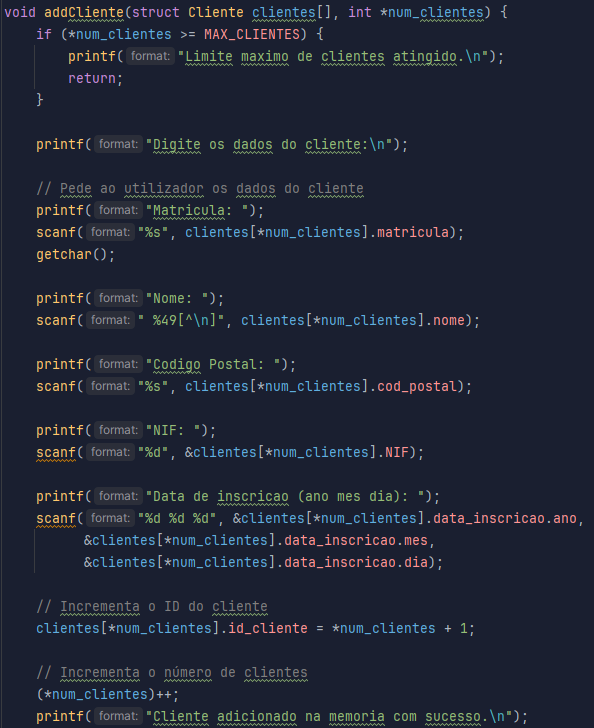 void addCliente(struct Cliente clientes[], int *num_clientes) {
    if (*num_clientes >= MAX_CLIENTES) {
        printf( format: "Limite maximo de clientes atingido.\n");
        return;
    }

    printf( format: "Digite os dados do cliente:\n");

    // Pede ao utilizador os dados do cliente
    printf( format: "Matricula: ");
    scanf( format: "%s", clientes[*num_clientes].matricula);
    getchar();

    printf( format: "Nome: ");
    scanf( format: " %49[^\n]", clientes[*num_clientes].nome);

    printf( format: "Codigo Postal: ");
    scanf( format: "%s", clientes[*num_clientes].cod_postal);

    printf( format: "NIF: ");
    scanf( format: "%d", &clientes[*num_clientes].NIF);

    printf( format: "Data de inscricao (ano mes dia): ");
    scanf( format: "%d %d %d", &clientes[*num_clientes].data_inscricao.ano,
          &clientes[*num_clientes].data_inscricao.mes,
          &clientes[*num_clientes].data_inscricao.dia);

    // Incrementa o ID do cliente
    clientes[*num_clientes].id_cliente = *num_clientes + 1;

    // Incrementa o número de clientes
    (*num_clientes)++;
    printf( format: "Cliente adicionado na memoria com sucesso.\n");